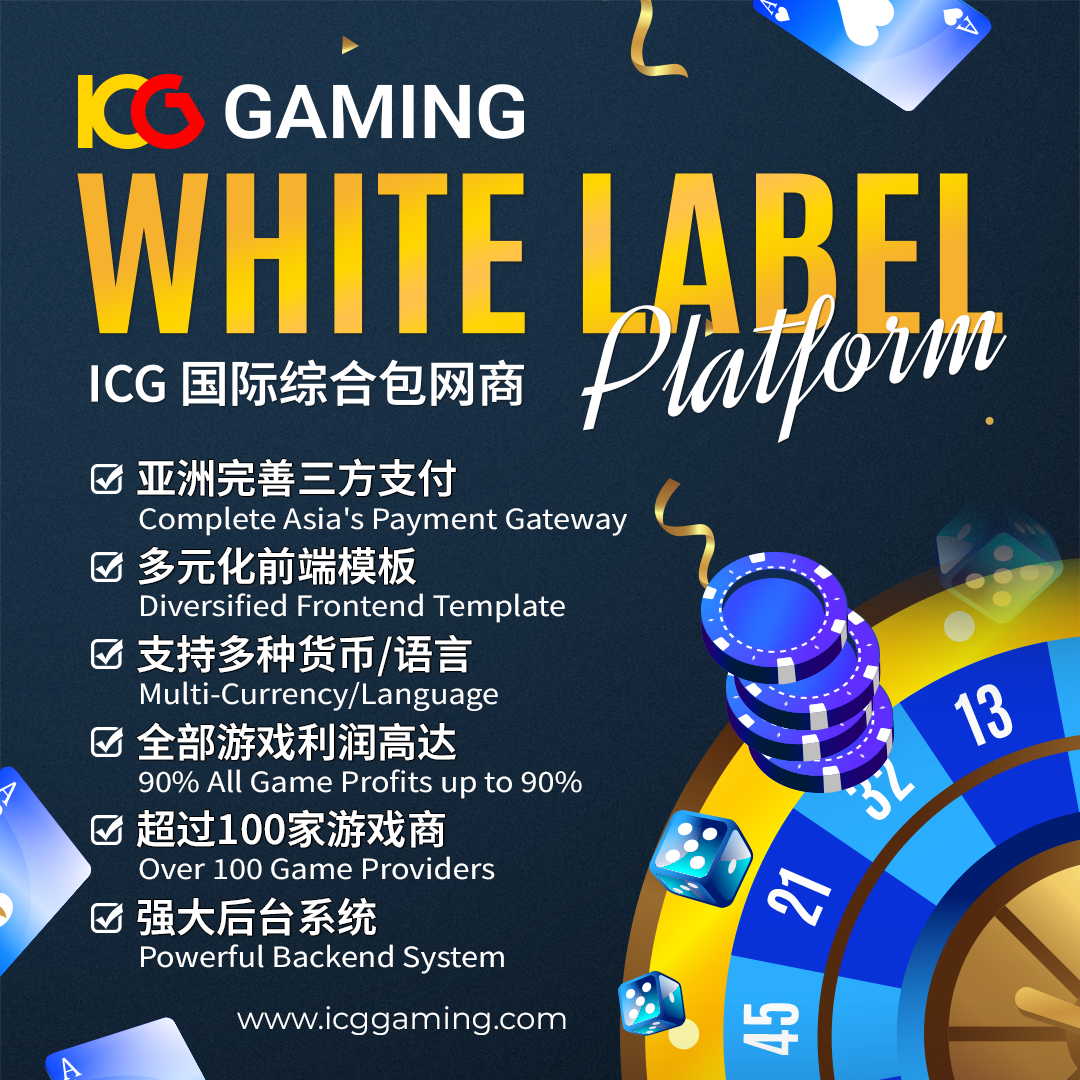 ICG GAMING
WHITE LABEL
Platform
ICG 国际综合包网商
亚洲完善三方支付
Complete Asia's Payment Gateway
多元化前端模板
Diversified Frontend Template
支持多种货币/语言
Multi-Currency/Language
全部游戏利润高达
90% All Game Profits up to 90%
超过100家游戏商
Over 100 Game Providers
强大后台系统
Powerful Backend System
www.icggaming.com
13
32
21
45
A
A
A
A